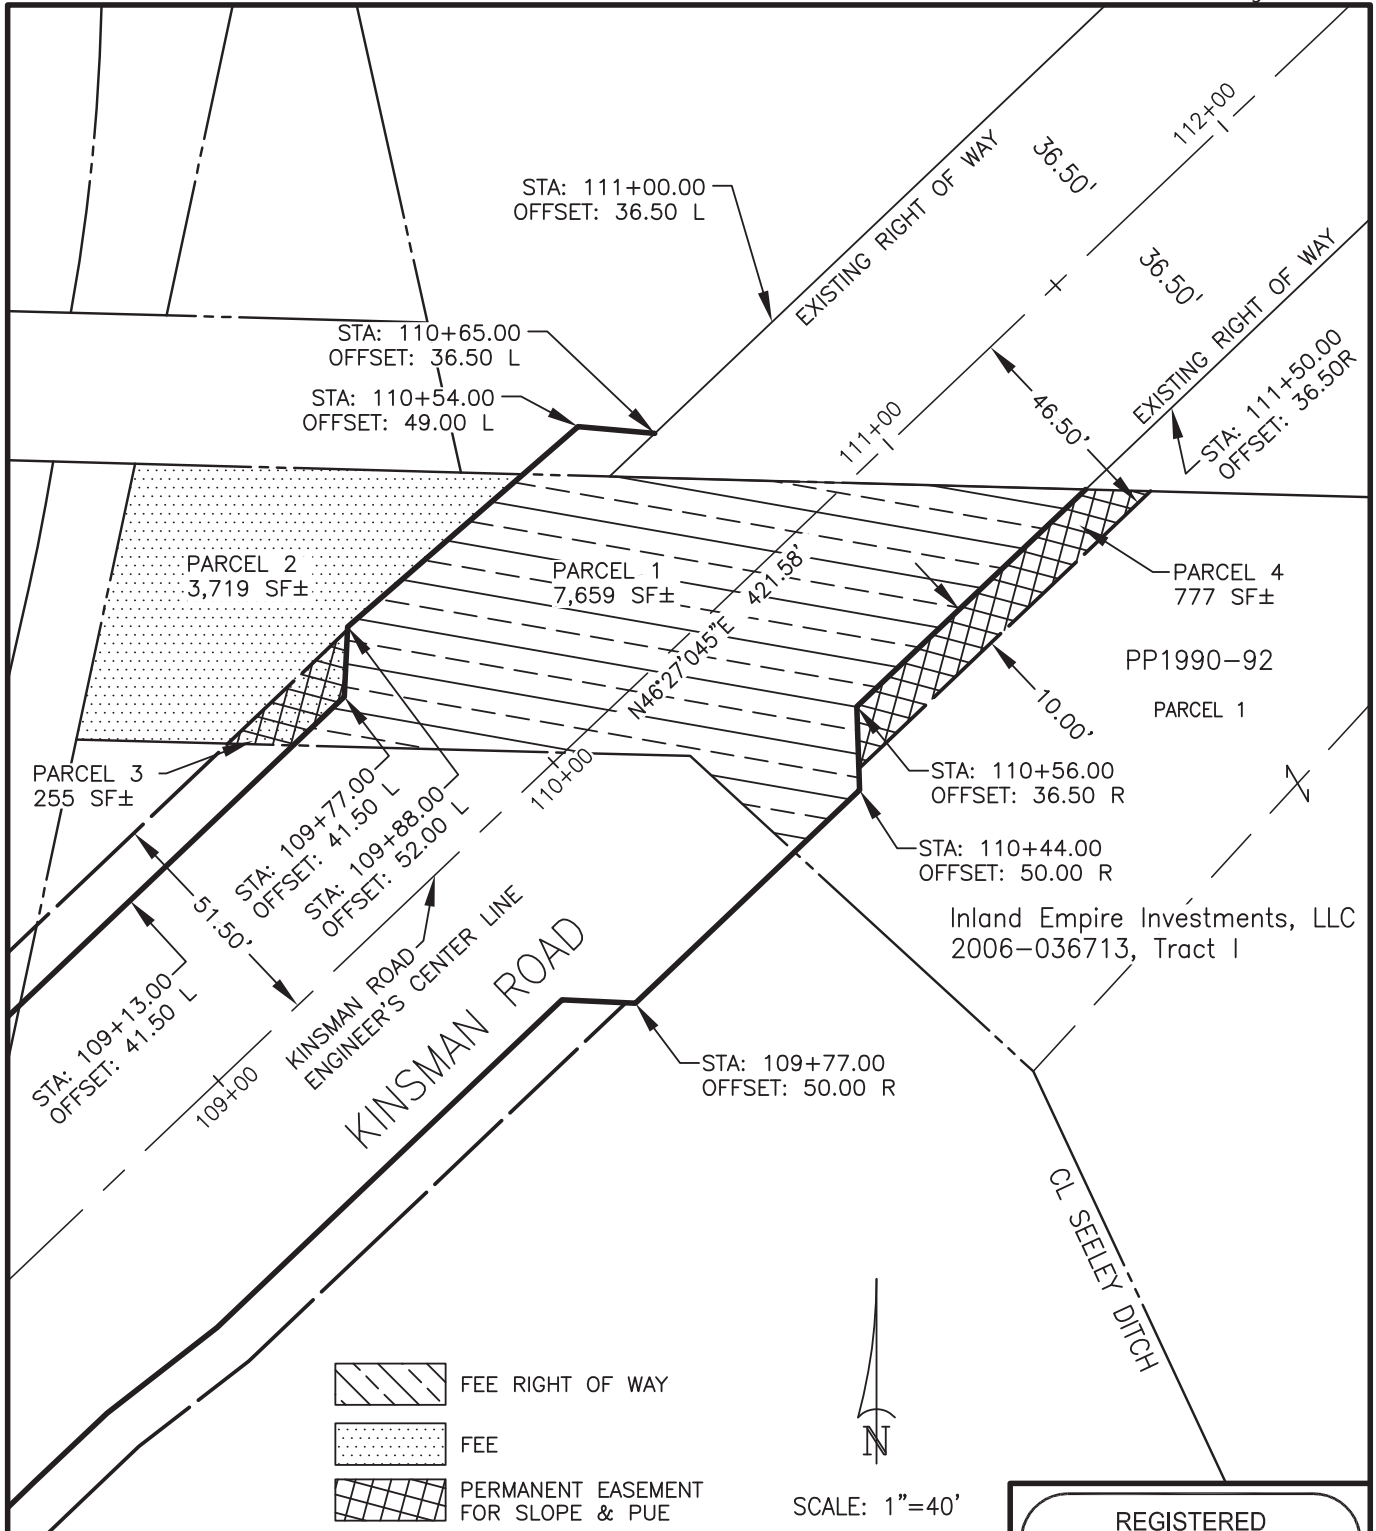 112+00
36.50'
EXISTING RIGHT OF WAY
STA: 111+00.00
OFFSET: 36.50 L
36.50'
EXISTING RIGHT OF WAY
STA: 110+65.00
OFFSET: 36.50 L
STA: 111+50.00
OFFSET: 36.50R
STA: 110+54.00
OFFSET: 49.00 L
46.50'
111+00
PARCEL 2
3,719 SF±
PARCEL 1
7,659 SF±
N46°27'045"E 421.58'
PARCEL 4
777 SF±
PP1990-92
PARCEL 1
10.00'
PARCEL 3
255 SF±
110+00
STA: 110+56.00
OFFSET: 36.50 R
STA: 109+77.00
OFFSET: 41.50 L
STA: 109+88.00
OFFSET: 52.00 L
STA: 110+44.00
OFFSET: 50.00 R
51.50'
Inland Empire Investments, LLC
2006-036713, Tract I
KINSMAN ROAD
ENGINEER'S CENTER LINE
KINSMAN ROAD
STA: 109+13.00
OFFSET: 41.50 L
109+00
STA: 109+77.00
OFFSET: 50.00 R
CL SEELEY DITCH
FEE RIGHT OF WAY
FEE
PERMANENT EASEMENT
FOR SLOPE & PUE
N
SCALE: 1"=40'
REGISTERED